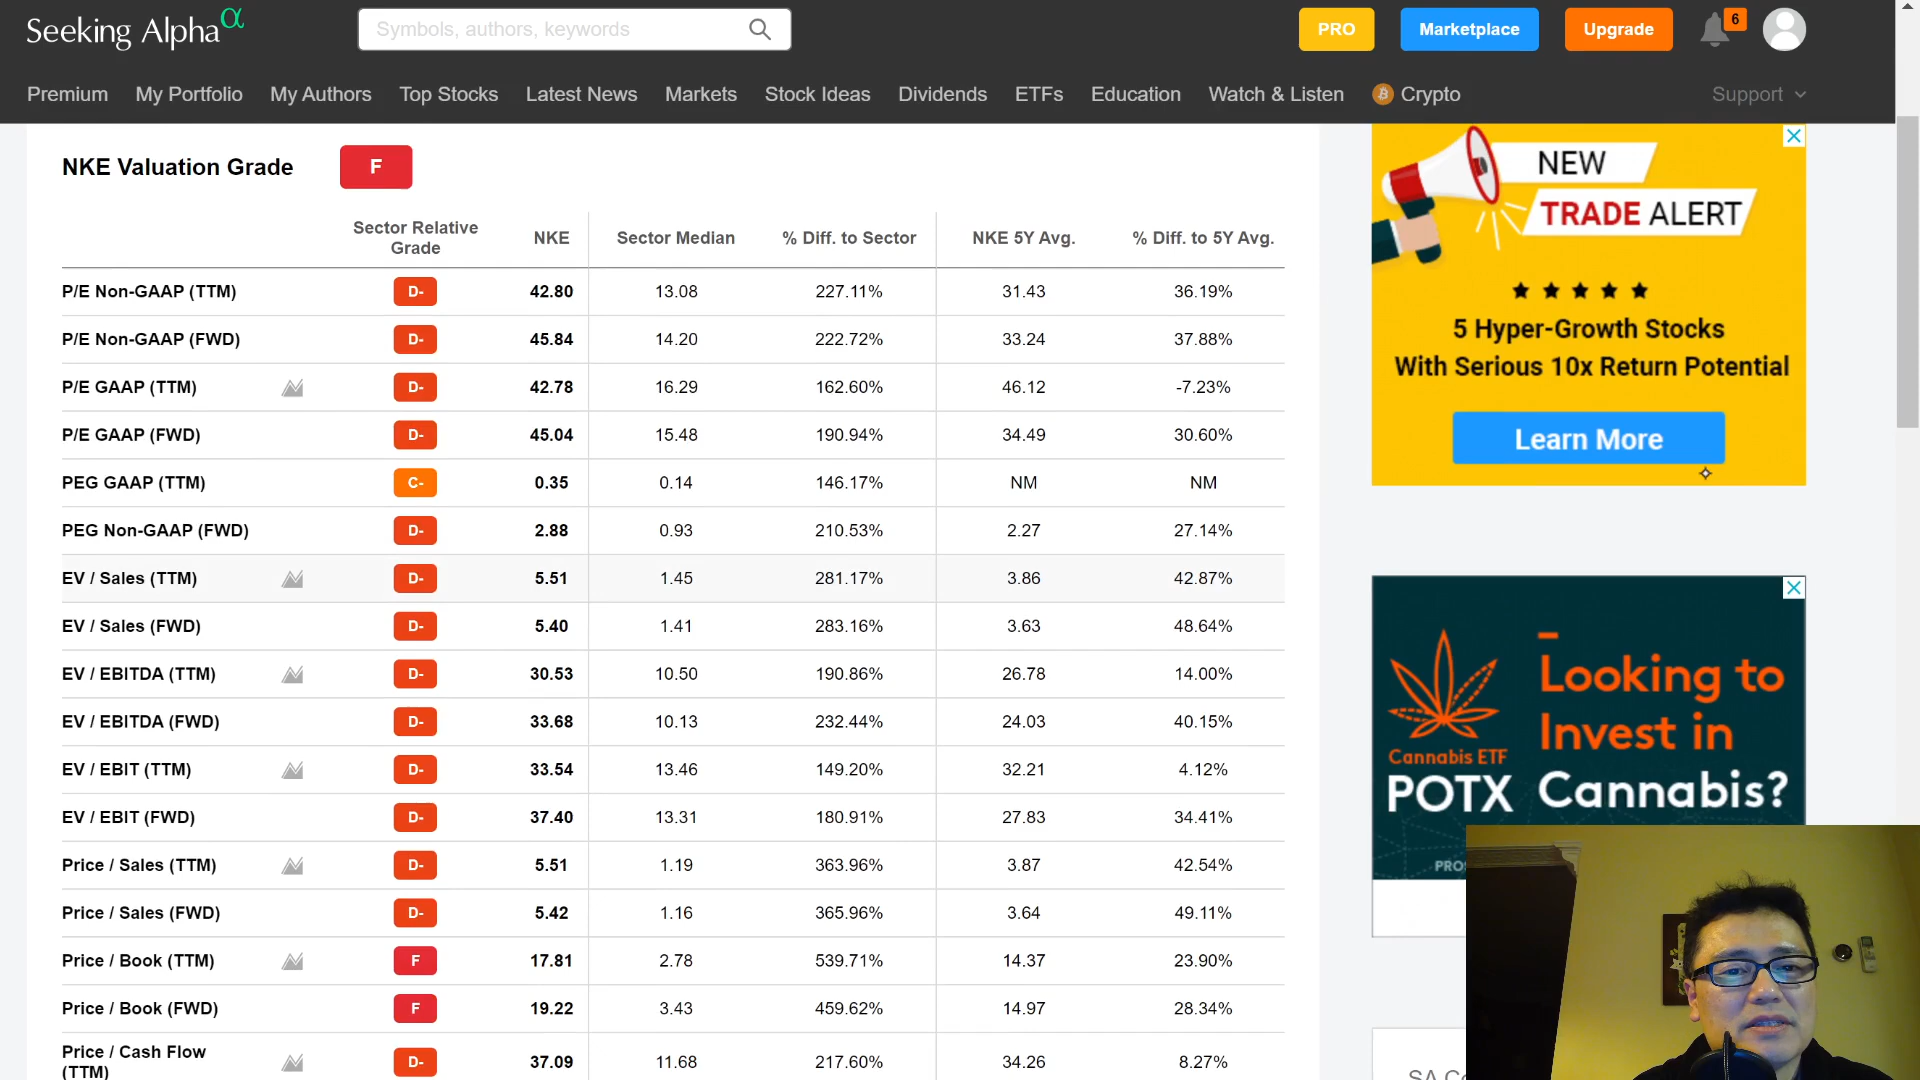 Seeking Alpha α
Symbols, authors, keywords
PRO
Marketplace
Upgrade
6
Premium My Portfolio My Authors Top Stocks Latest News Markets Stock Ideas Dividends ETFs Education Watch & Listen Crypto Support
NKE Valuation Grade F
Sector Relative Grade NKE Sector Median % Diff. to Sector NKE 5Y Avg. % Diff. to 5Y Avg.
P/E Non-GAAP (TTM) D- 42.80 13.08 227.11% 31.43 36.19%
P/E Non-GAAP (FWD) D- 45.84 14.20 222.72% 33.24 37.88%
P/E GAAP (TTM) D- 42.78 16.29 162.60% 46.12 -7.23%
P/E GAAP (FWD) D- 45.04 15.48 190.94% 34.49 30.60%
PEG GAAP (TTM) C- 0.35 0.14 146.17% NM NM
PEG Non-GAAP (FWD) D- 2.88 0.93 210.53% 2.27 27.14%
EV / Sales (TTM) D- 5.51 1.45 281.17% 3.86 42.87%
EV / Sales (FWD) D- 5.40 1.41 283.16% 3.63 48.64%
EV / EBITDA (TTM) D- 30.53 10.50 190.86% 26.78 14.00%
EV / EBITDA (FWD) D- 33.68 10.13 232.44% 24.03 40.15%
EV / EBIT (TTM) D- 33.54 13.46 149.20% 32.21 4.12%
EV / EBIT (FWD) D- 37.40 13.31 180.91% 27.83 34.41%
Price / Sales (TTM) D- 5.51 1.19 363.96% 3.87 42.54%
Price / Sales (FWD) D- 5.42 1.16 365.96% 3.64 49.11%
Price / Book (TTM) F 17.81 2.78 539.71% 14.37 23.90%
Price / Book (FWD) F 19.22 3.43 459.62% 14.97 28.34%
Price / Cash Flow (TTM) D- 37.09 11.68 217.60% 34.26 8.27%
NEW
TRADE ALERT
5 Hyper-Growth Stocks
With Serious 10x Return Potential
Learn More
Looking to
Invest in
Cannabis?
Cannabis ETF
POTX